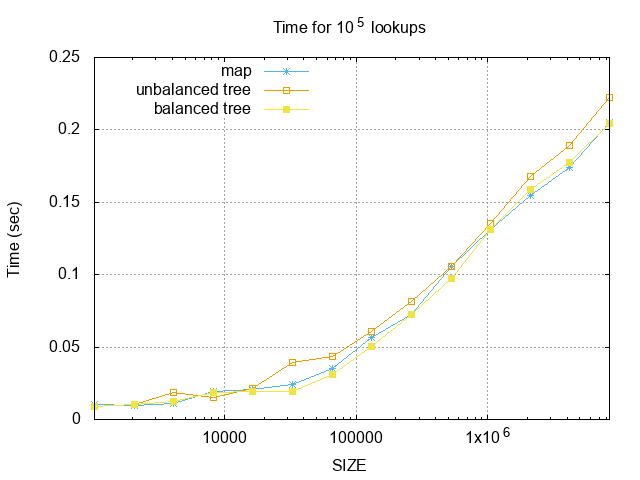 Time for 10^5 lookups
0.25
0.2
0.15
0.1
0.05
0
Time (sec)
map
unbalanced tree
balanced tree
10000
100000
1x10^6
SIZE